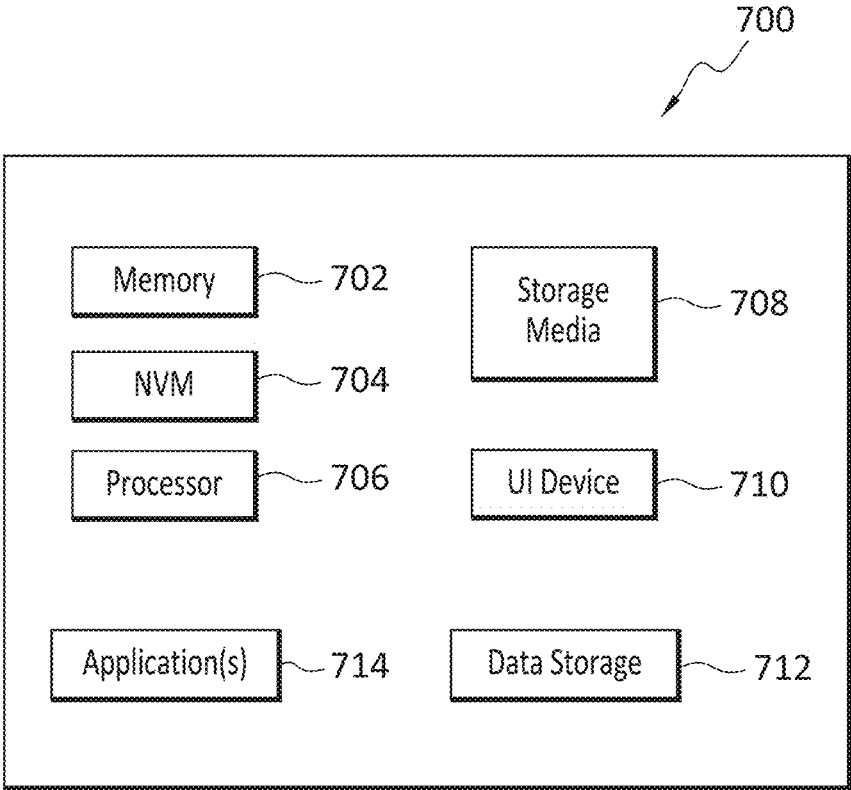 700
Memory
702
Storage
Media
708
NVM
704
Processor
706
UI Device
710
Application(s)
714
Data Storage
712